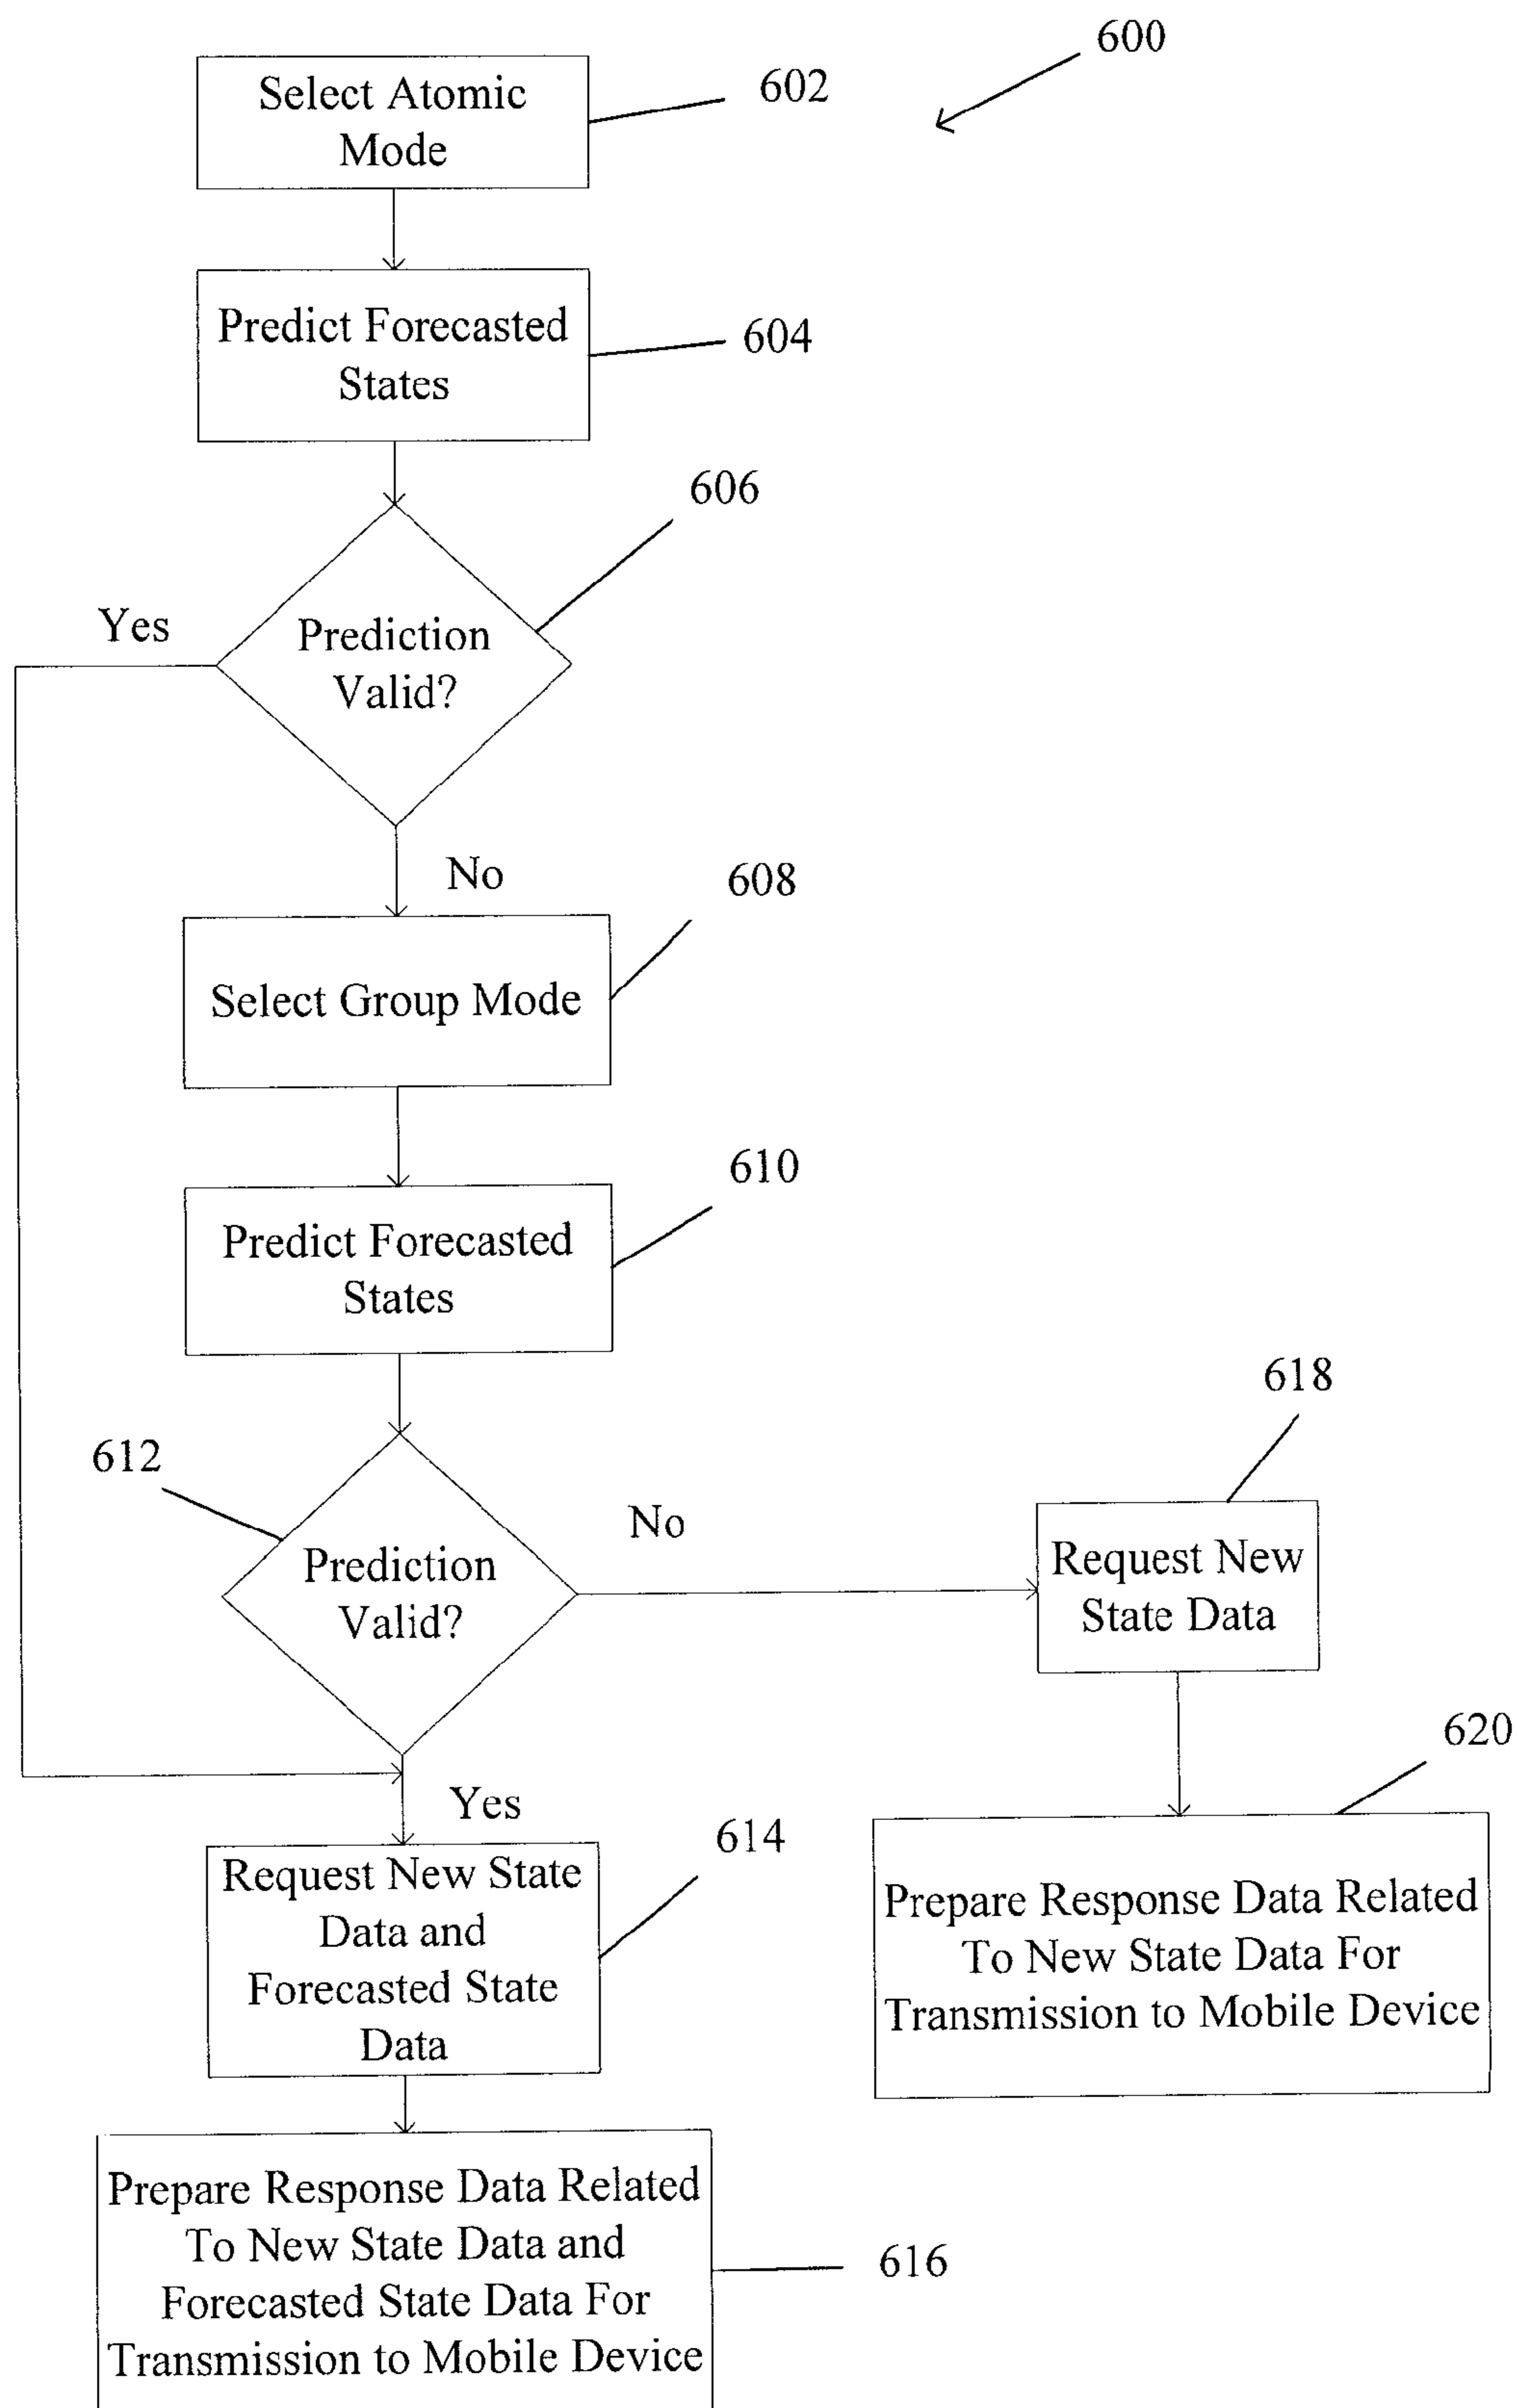 600
Select Atomic
Mode
602
Predict Forecasted
States
604
606
Yes
Prediction
Valid?
No
608
Select Group Mode
610
Predict Forecasted
States
612
Prediction
Valid?
No
618
Request New
State Data
620
Yes
614
Request New State
Data and
Forecasted State
Data
Prepare Response Data Related
To New State Data For
Transmission to Mobile Device
Prepare Response Data Related
To New State Data and
Forecasted State Data For
Transmission to Mobile Device
616